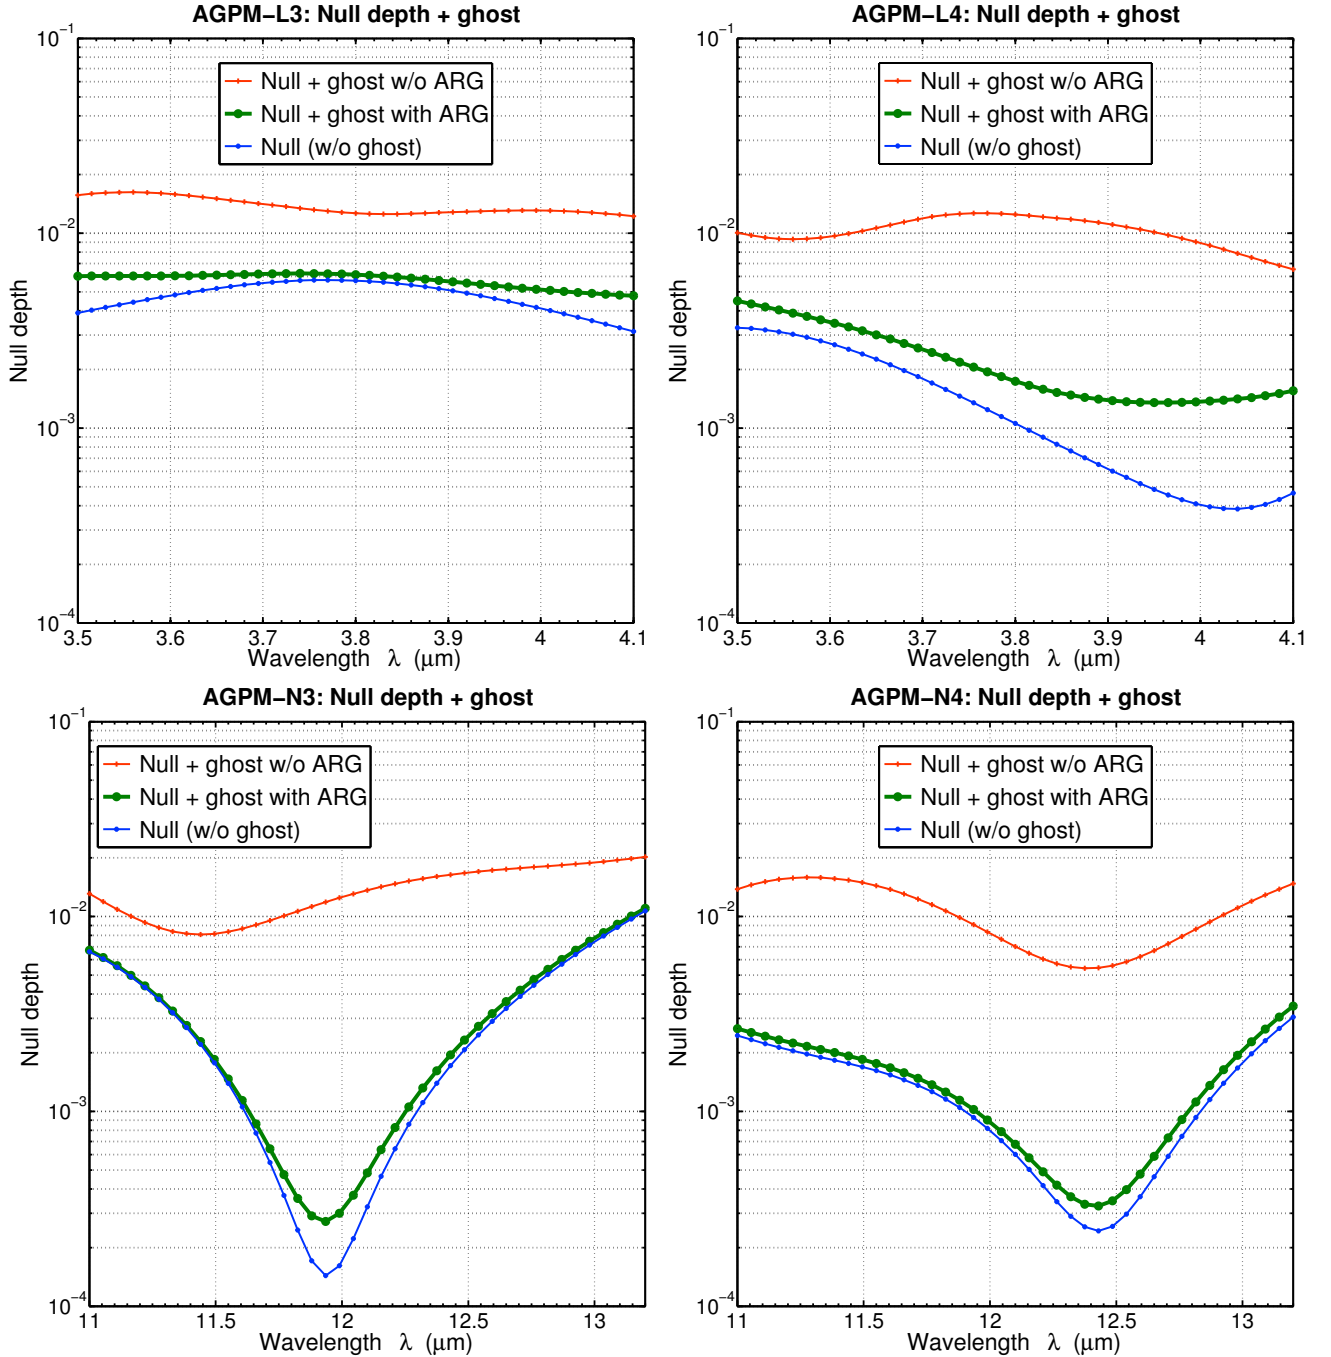 AGPM−L3: Null depth + ghost
10−1
Null + ghost w/o ARG
Null + ghost with ARG
Null (w/o ghost)
10−2
10−3
10−4
Null depth
3.5 3.6 3.7 3.8 3.9 4 4.1
Wavelength λ (μm)
AGPM−L4: Null depth + ghost
10−1
Null + ghost w/o ARG
Null + ghost with ARG
Null (w/o ghost)
10−2
10−3
10−4
Null depth
3.5 3.6 3.7 3.8 3.9 4 4.1
Wavelength λ (μm)
AGPM−N3: Null depth + ghost
10−1
Null + ghost w/o ARG
Null + ghost with ARG
Null (w/o ghost)
10−2
10−3
10−4
Null depth
11 11.5 12 12.5 13
Wavelength λ (μm)
AGPM−N4: Null depth + ghost
10−1
Null + ghost w/o ARG
Null + ghost with ARG
Null (w/o ghost)
10−2
10−3
10−4
Null depth
11 11.5 12 12.5 13
Wavelength λ (μm)